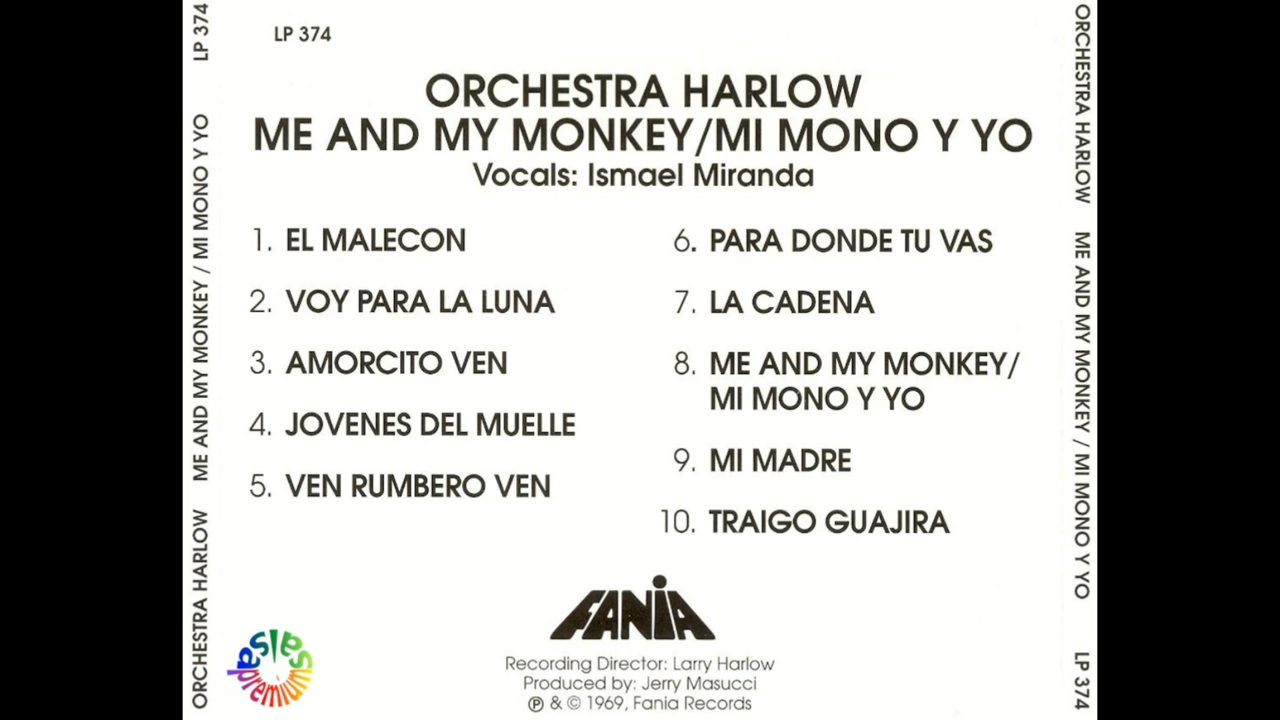 LP 374
ORCHESTRA HARLOW
ME AND MY MONKEY/MI MONO Y YO
Vocals: Ismael Miranda
1. EL MALECON
2. VOY PARA LA LUNA
3. AMORCITO VEN
4. JOVENES DEL MUELLE
5. VEN RUMBERO VEN
6. PARA DONDE TU VAS
7. LA CADENA
8. ME AND MY MONKEY/
MI MONO Y YO
9. MI MADRE
10. TRAIGO GUAJIRA
FANIA
Recording Director: Larry Harlow
Produced by: Jerry Masucci
℗ & © 1969, Fania Records
salsapremium
ORCHESTRA HARLOW ME AND MY MONKEY / MI MONO Y YO LP 374
ORCHESTRA HARLOW ME AND MY MONKEY / MI MONO Y YO LP 374